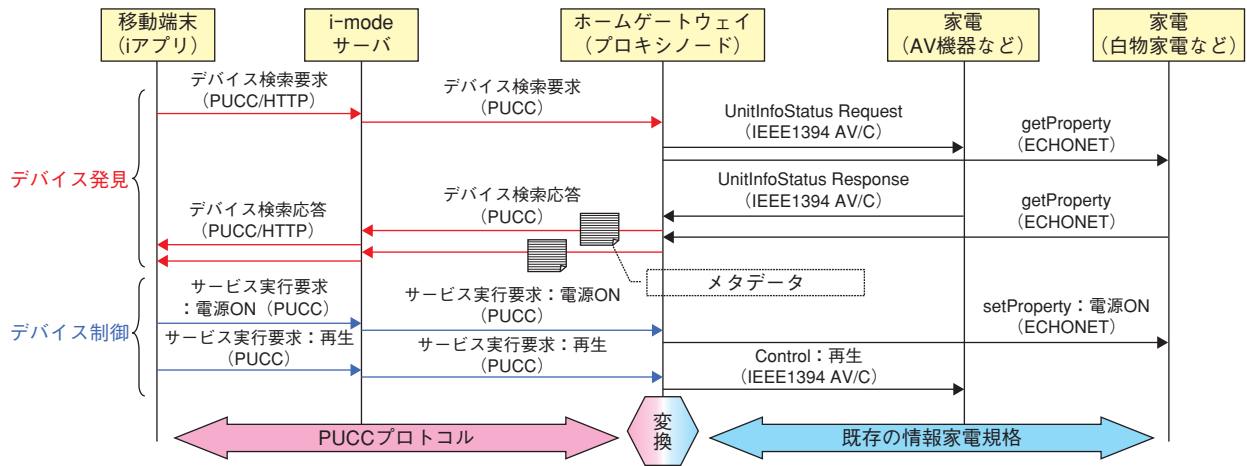 移動端末
（iアプリ）
i-mode
サーバ
ホームゲートウェイ
（プロキシノード）
家電
（AV機器など）
家電
（白物家電など）
デバイス検索要求
（PUCC/HTTP）
デバイス検索要求
（PUCC）
UnitInfoStatus Request
（IEEE1394 AV/C）
getProperty
（ECHONET）
デバイス発見
デバイス検索応答
（PUCC/HTTP）
デバイス検索応答
（PUCC）
UnitInfoStatus Response
（IEEE1394 AV/C）
getProperty
（ECHONET）
メタデータ
デバイス制御
サービス実行要求
：電源ON（PUCC）
サービス実行要求：電源ON
（PUCC）
setProperty：電源ON
（ECHONET）
サービス実行要求：再生
（PUCC）
サービス実行要求：再生
（PUCC）
Control：再生
（IEEE1394 AV/C）
PUCCプロトコル
変
換
既存の情報家電規格